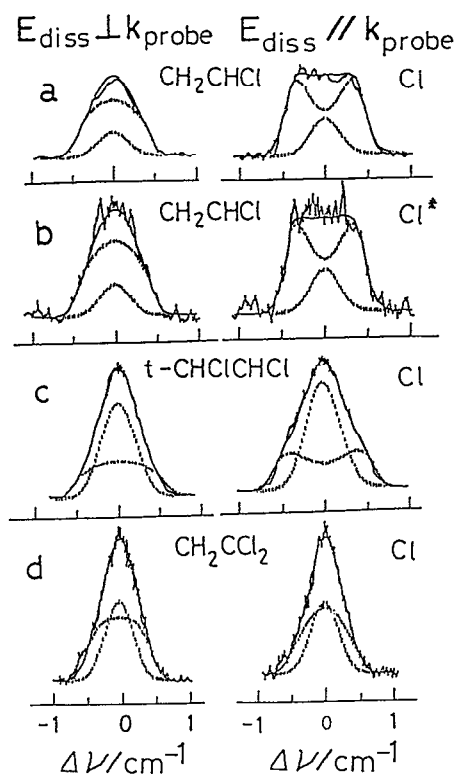 E_diss ⊥ k_probe E_diss // k_probe
a CH₂CHCl Cl
b CH₂CHCl Cl*
c t-CHClCHCl Cl
d CH₂CCl₂ Cl
-1 0 1 -1 0 1
Δν/cm⁻¹ Δν/cm⁻¹